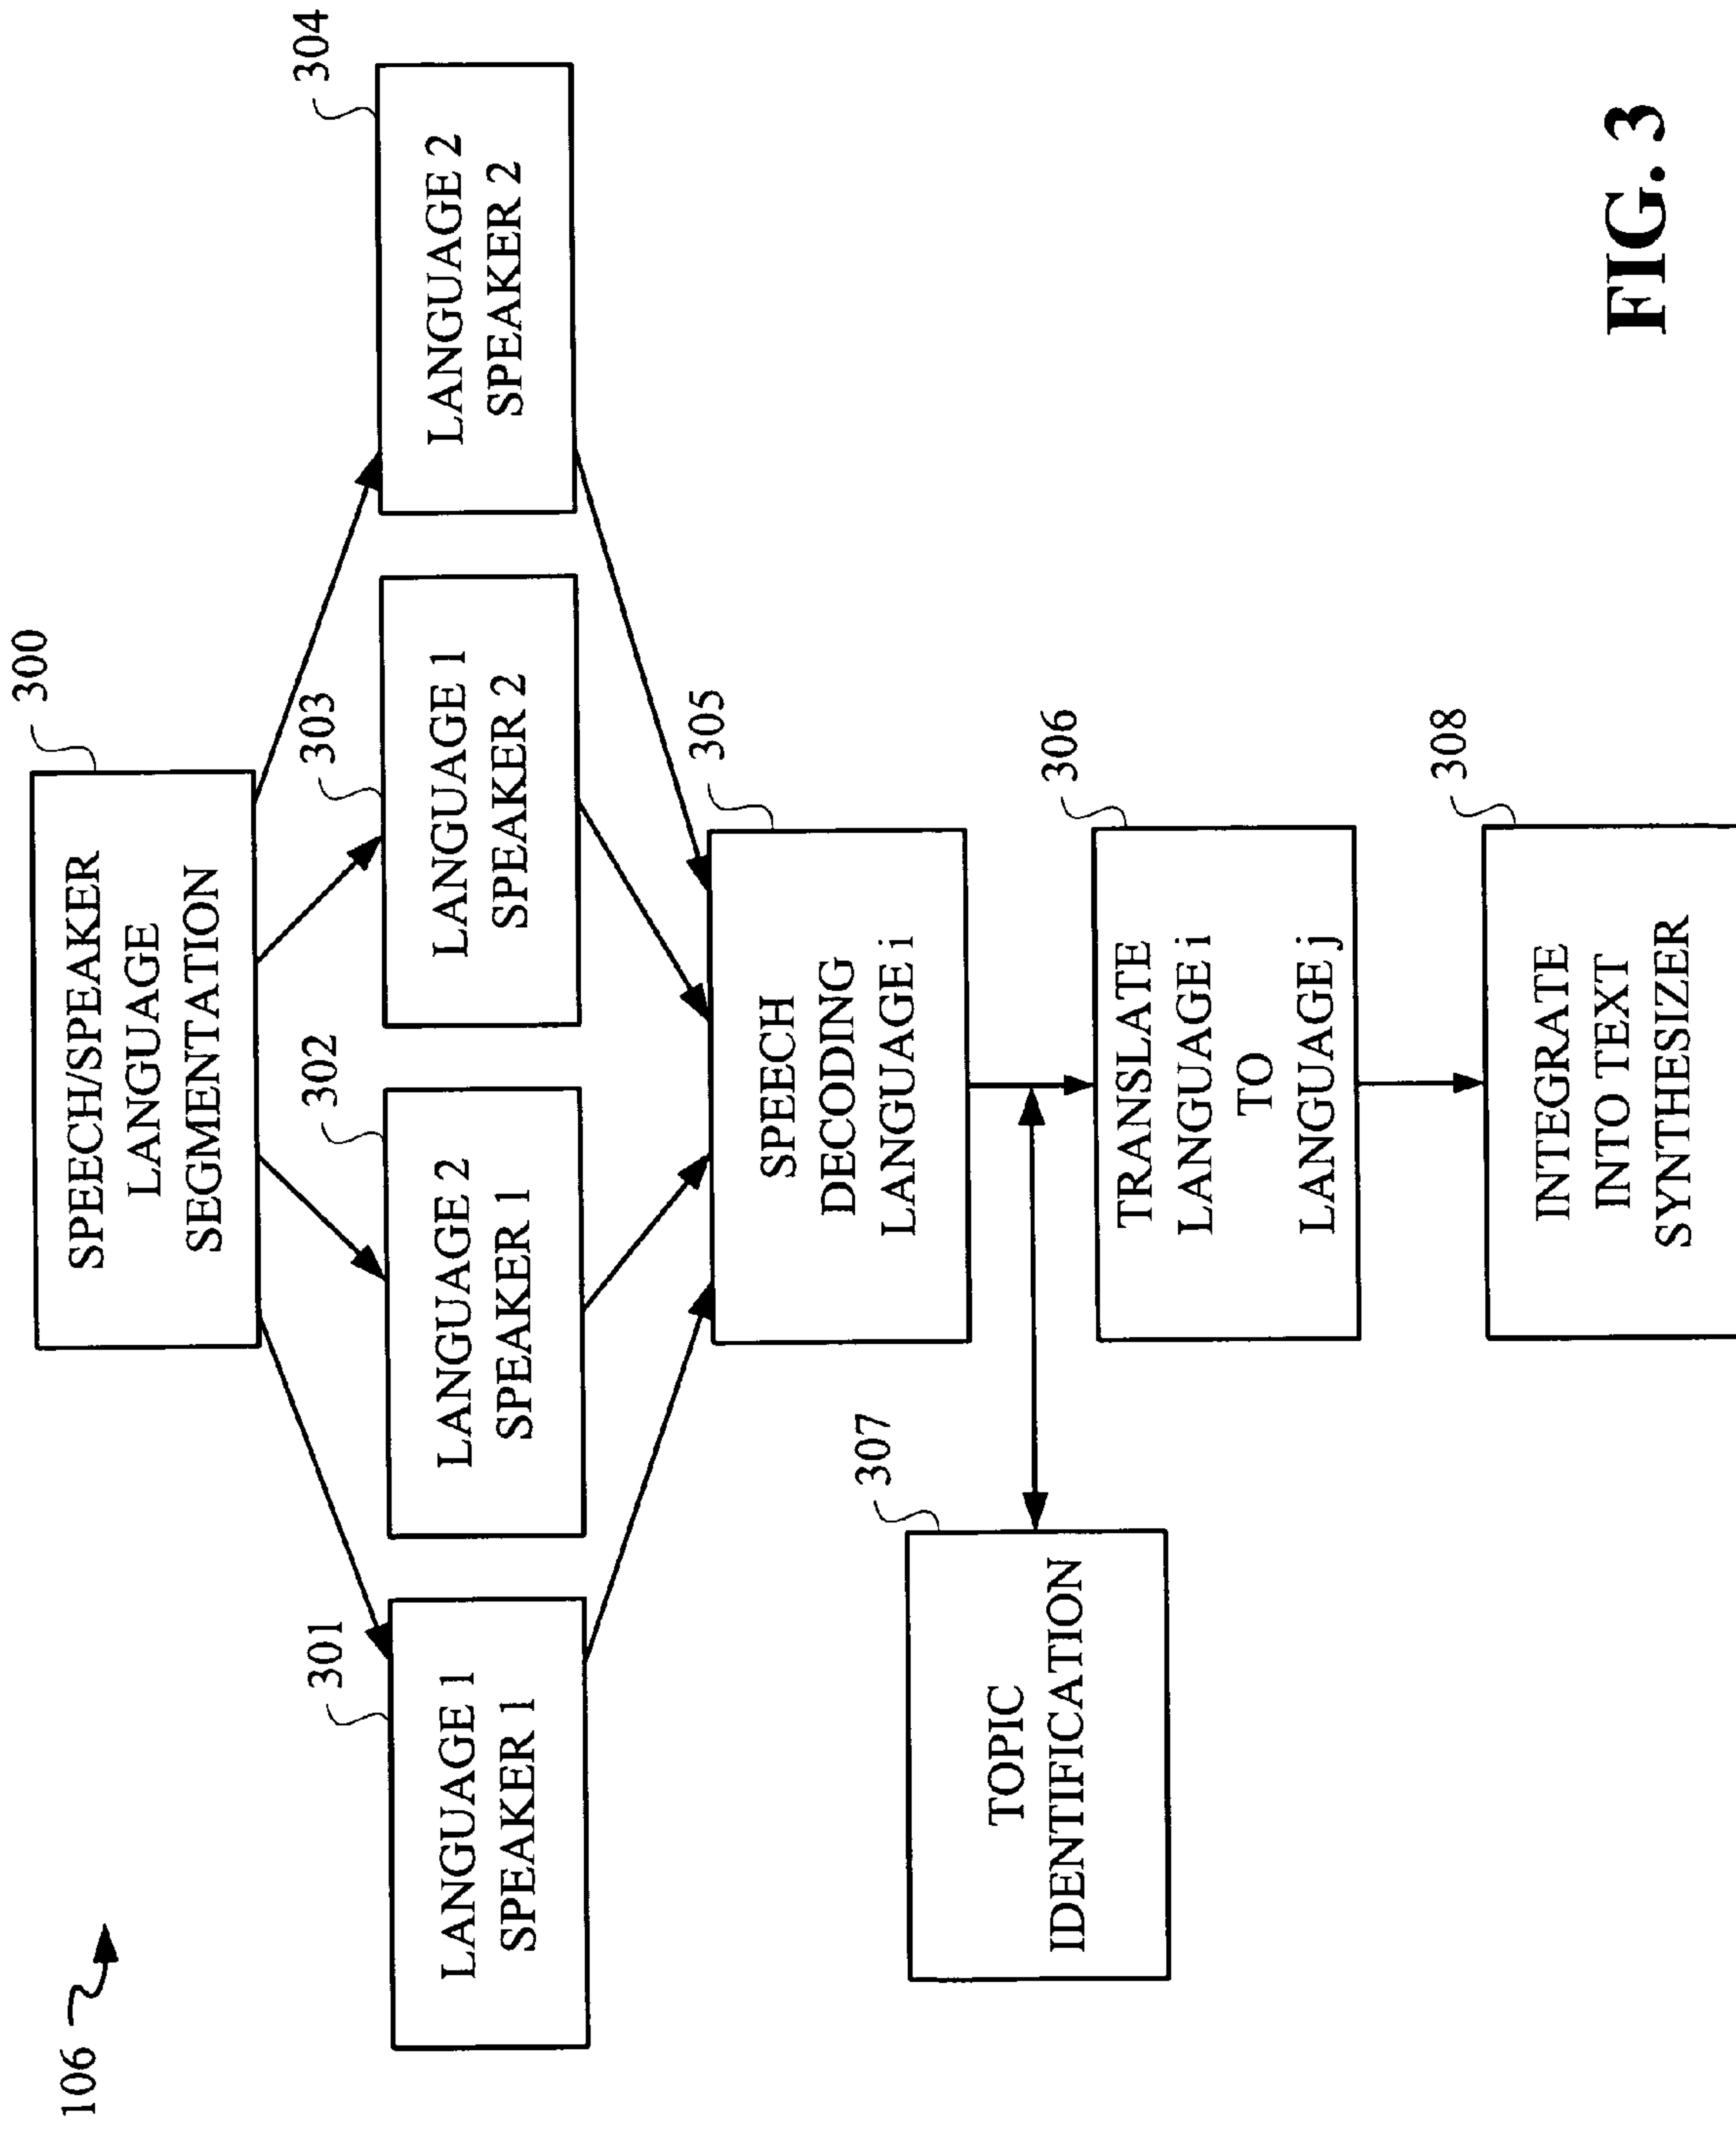 106
300
SPEECH/SPEAKER
LANGUAGE
SEGMENTATION
301
LANGUAGE 1
SPEAKER 1
302
LANGUAGE 2
SPEAKER 1
303
LANGUAGE 1
SPEAKER 2
304
LANGUAGE 2
SPEAKER 2
305
SPEECH
DECODING
LANGUAGE i
307
TOPIC
IDENTIFICATION
306
TRANSLATE
LANGUAGE i
TO
LANGUAGE j
308
INTEGRATE
INTO TEXT
SYNTHESIZER
FIG. 3